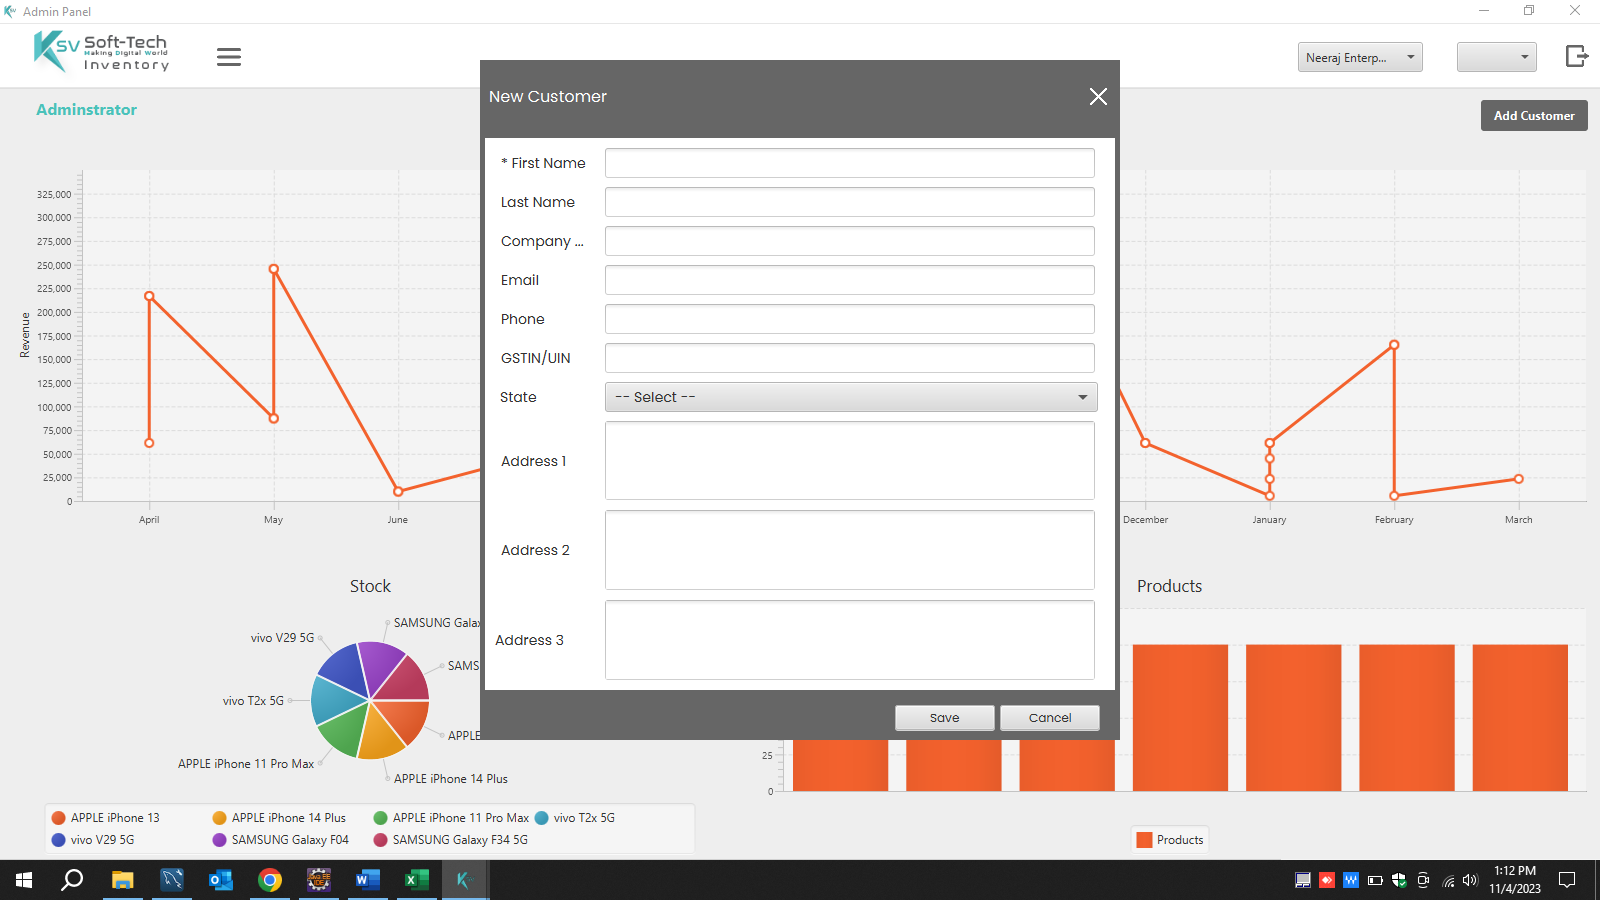 Admin Panel
KSV Soft-Tech
Making Digital World
Inventory
Neeraj Enterp...
Adminstrator
Add Customer
New Customer
* First Name
Last Name
Company ...
Email
Phone
GSTIN/UIN
State
-- Select --
Address 1
Address 2
Address 3
Save
Cancel
Revenue
325,000
300,000
275,000
250,000
225,000
200,000
175,000
150,000
125,000
100,000
75,000
50,000
25,000
0
April
May
June
December
January
February
March
Stock
vivo V29 5G
SAMSUNG Gala
SAMS
vivo T2x 5G
APPLE
APPLE iPhone 11 Pro Max
APPLE iPhone 14 Plus
APPLE iPhone 13
APPLE iPhone 14 Plus
APPLE iPhone 11 Pro Max
vivo T2x 5G
vivo V29 5G
SAMSUNG Galaxy F04
SAMSUNG Galaxy F34 5G
Products
25
0
Products
1:12 PM
11/4/2023